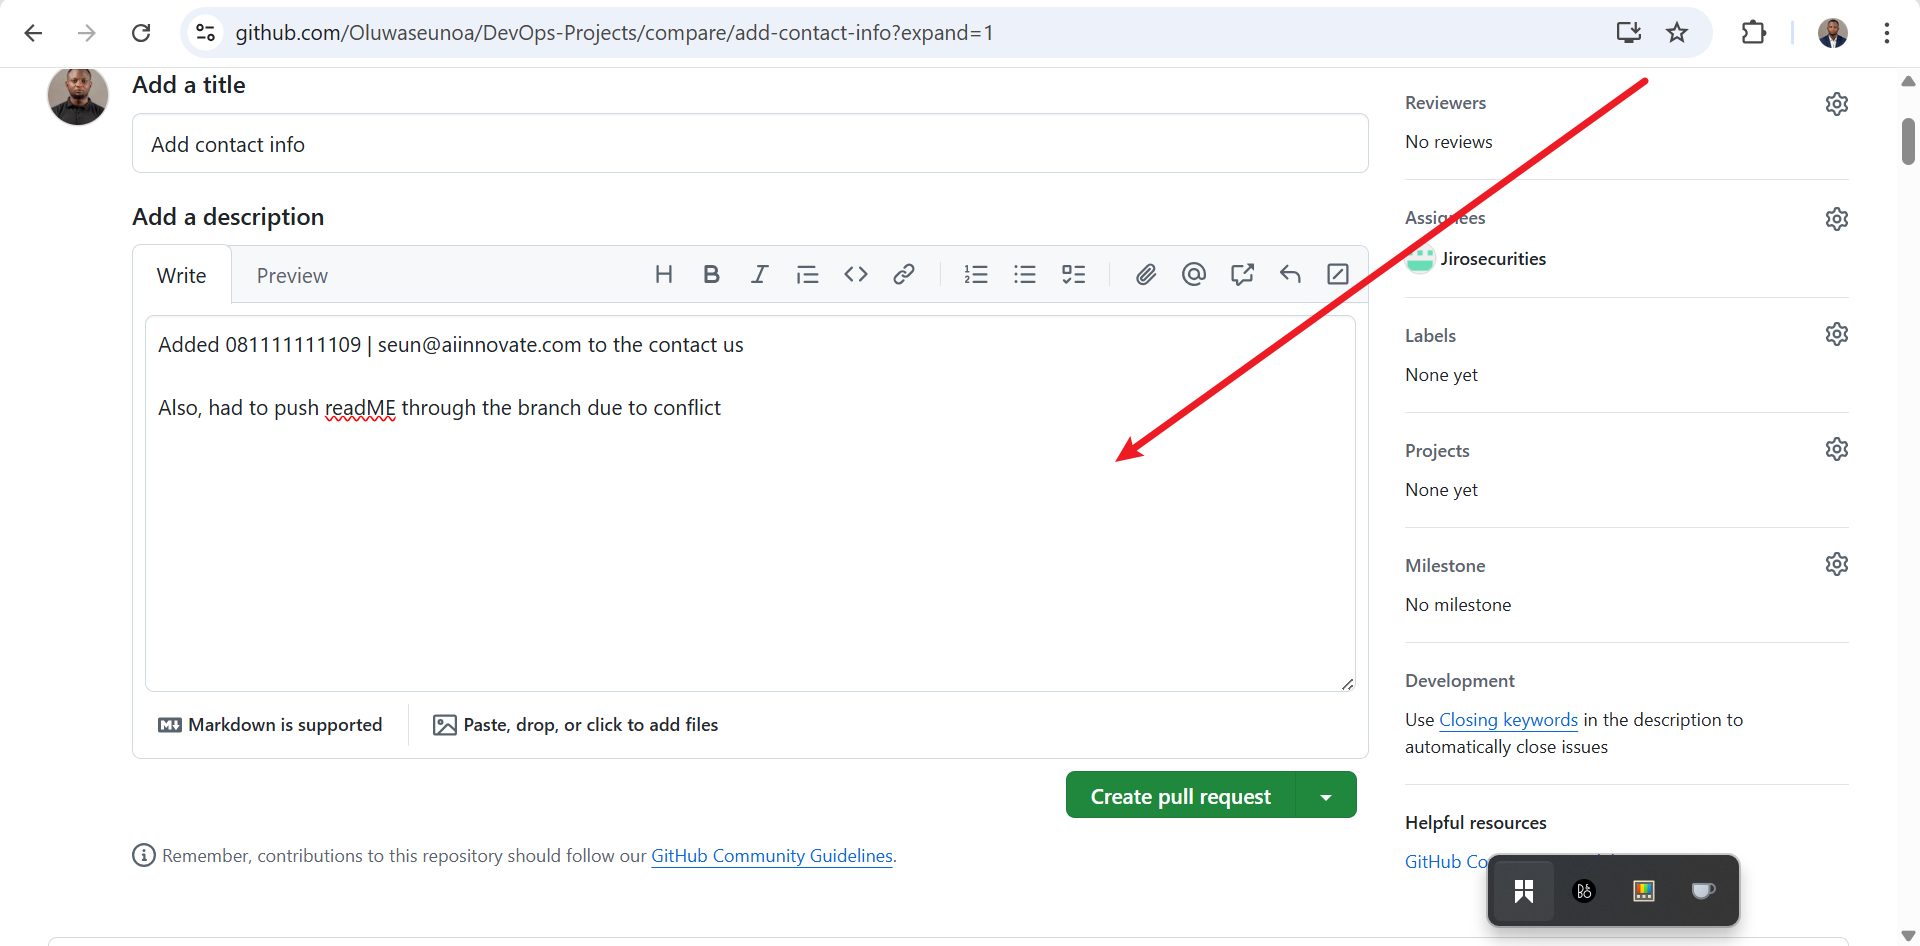 github.com/Oluwaseunoa/DevOps-Projects/compare/add-contact-info?expand=1
Add a title
Add contact info
Add a description
Write
Preview
Added 081111111109 | seun@aiinnovate.com to the contact us
Also, had to push readME through the branch due to conflict
Markdown is supported
Paste, drop, or click to add files
Create pull request
Remember, contributions to this repository should follow our GitHub Community Guidelines.
Reviewers
No reviews
Assignees
Jirosecurities
Labels
None yet
Projects
None yet
Milestone
No milestone
Development
Use Closing keywords in the description to
automatically close issues
Helpful resources
GitHub Co